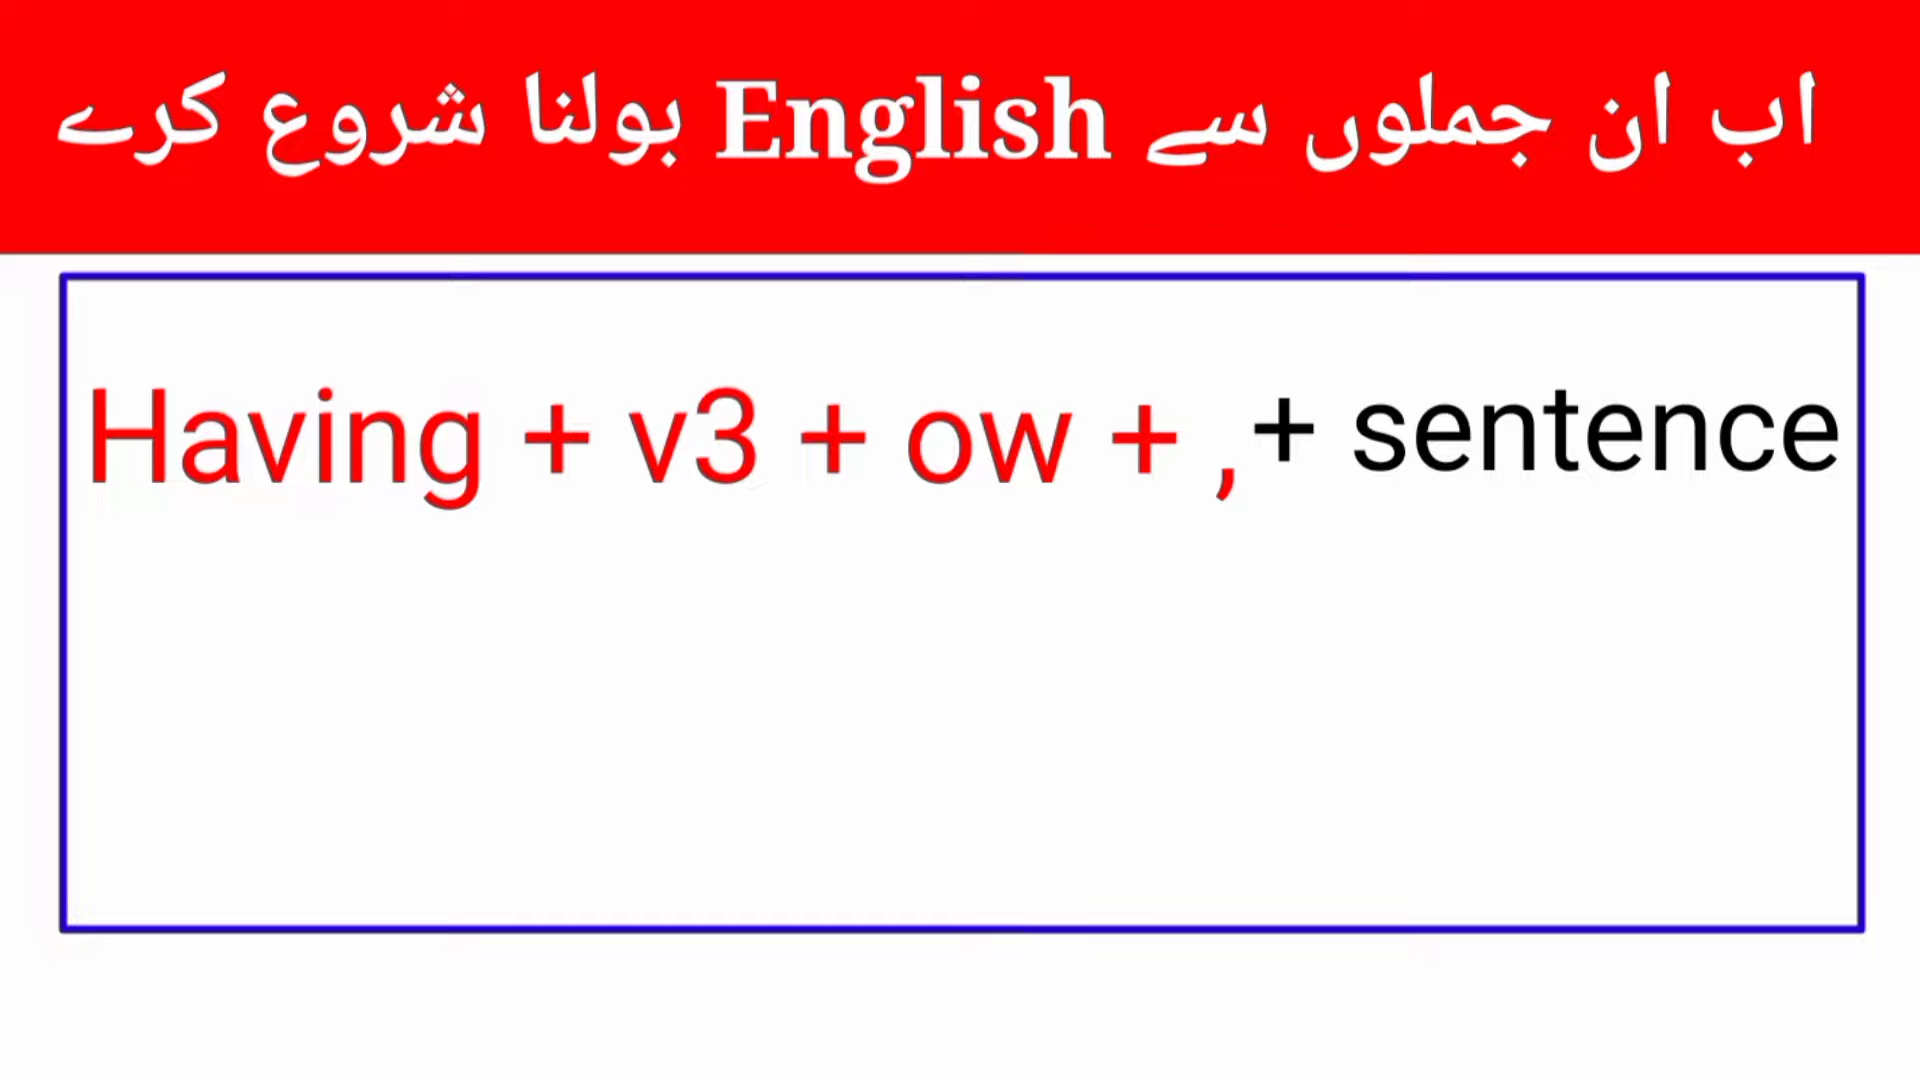 اب ان جملوں سے English بولنا شروع کرے
Having + v3 + ow + , + sentence